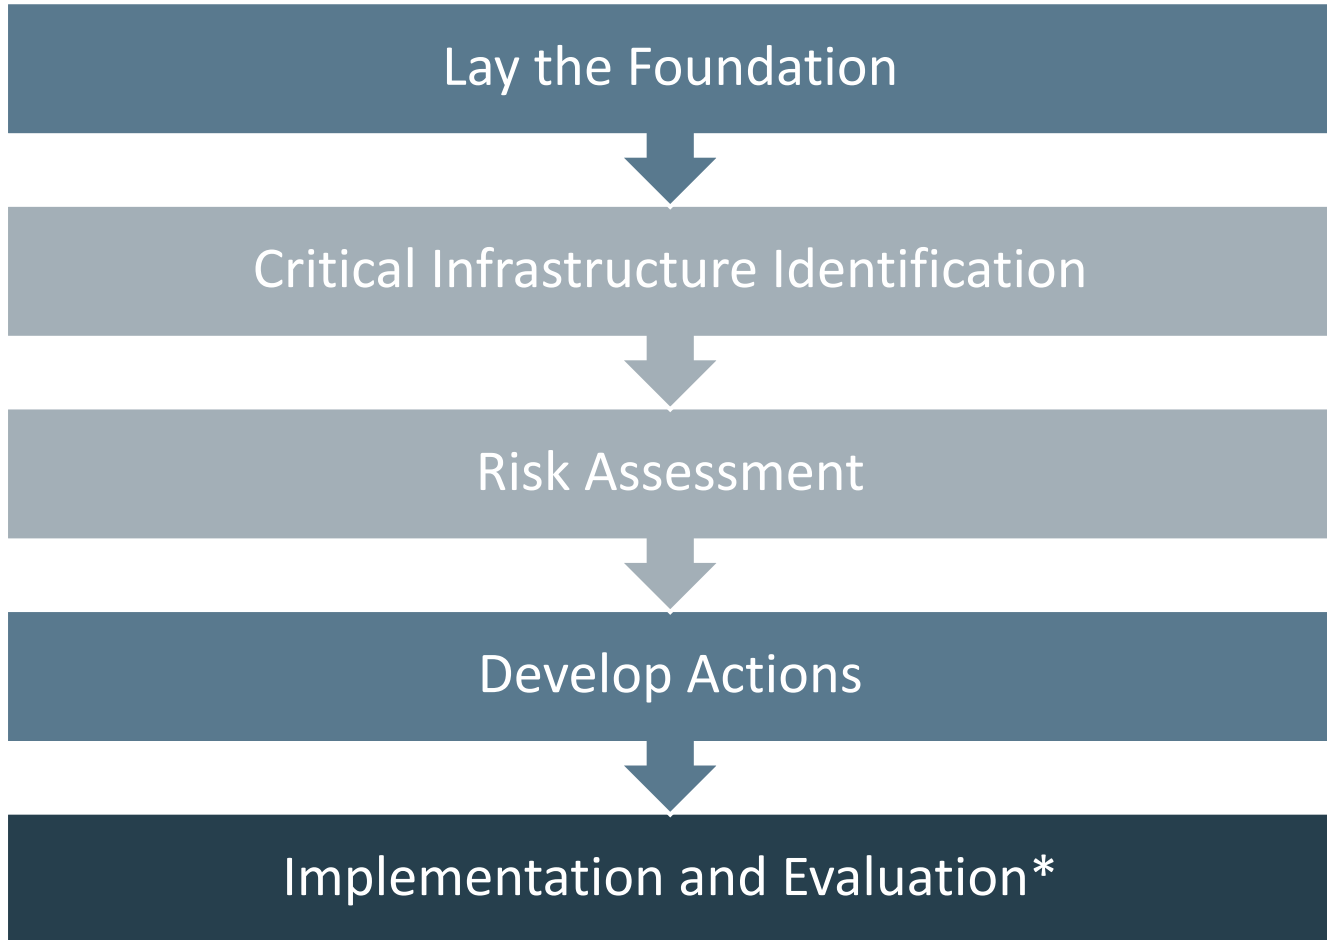 Lay the Foundation
Critical Infrastructure Identification
Risk Assessment
Develop Actions
Implementation and Evaluation*